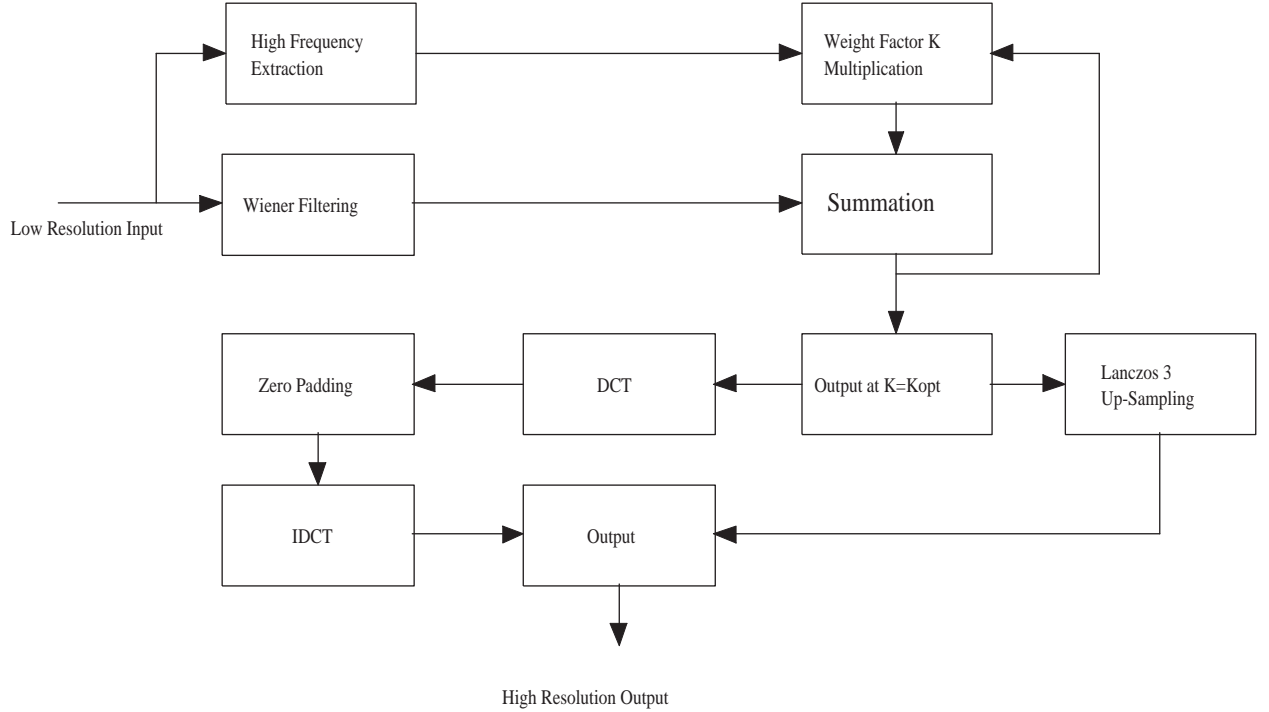 High Frequency
Extraction
Weight Factor K
Multiplication
Wiener Filtering
Summation
Low Resolution Input
Zero Padding
DCT
Output at K=Kopt
Lanczos 3
Up-Sampling
IDCT
Output
High Resolution Output